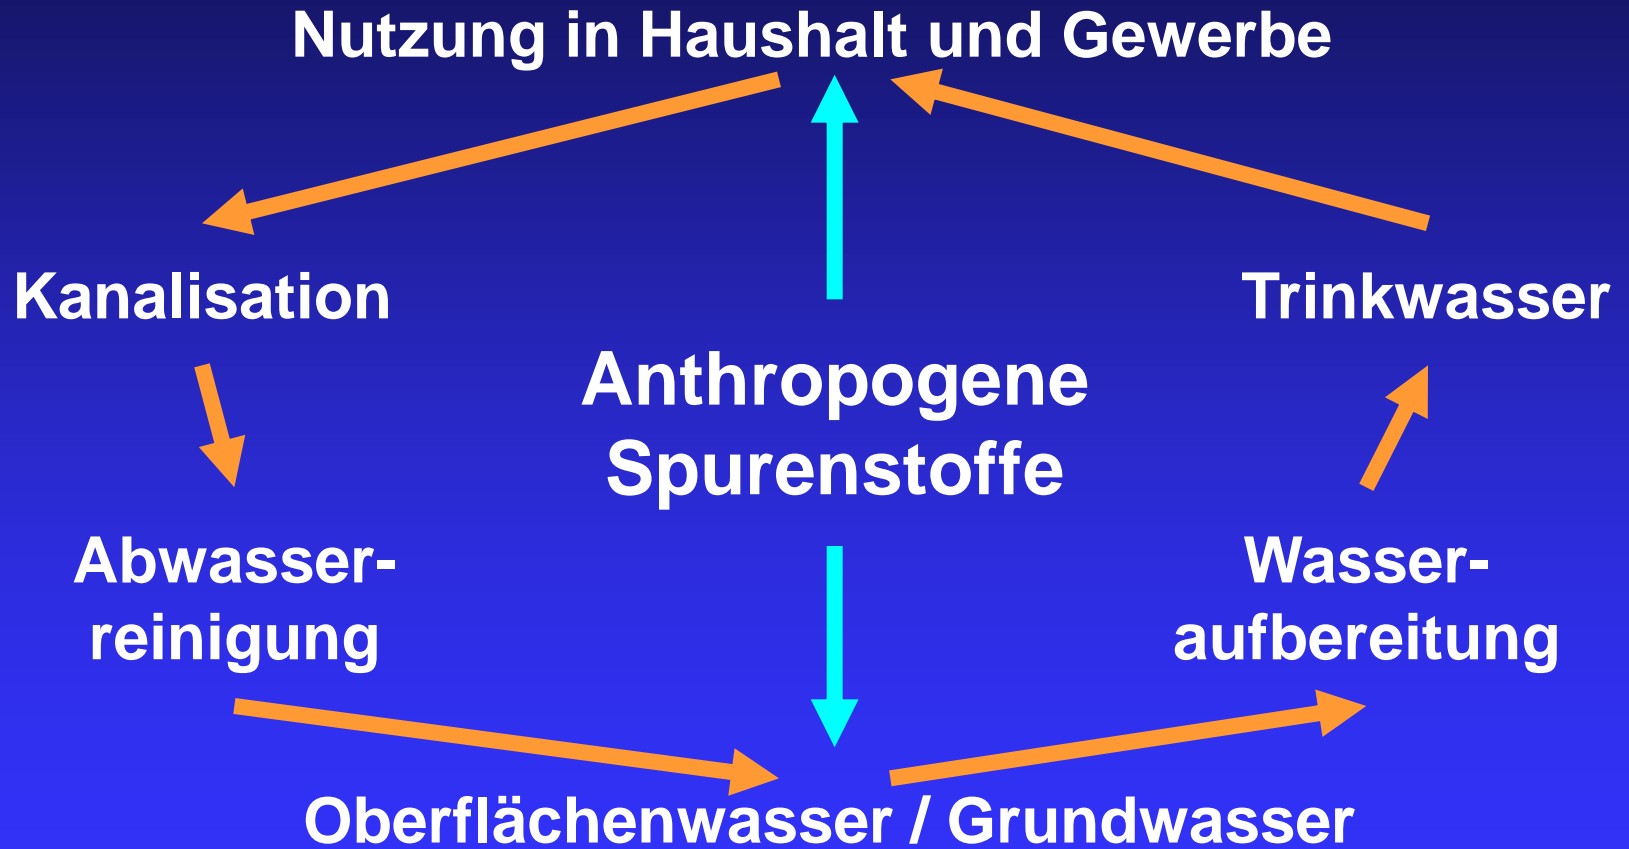 Nutzung in Haushalt und Gewerbe
Kanalisation
Trinkwasser
Anthropogene
Spurenstoffe
Abwasser-
reinigung
Wasser-
aufbereitung
Oberflächenwasser / Grundwasser